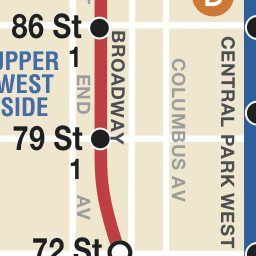 86 St
1
BROADWAY
UPPER
WEST
SIDE
END
AV
COLUMBUS AV
CENTRAL PARK WEST
79 St
1
72 St